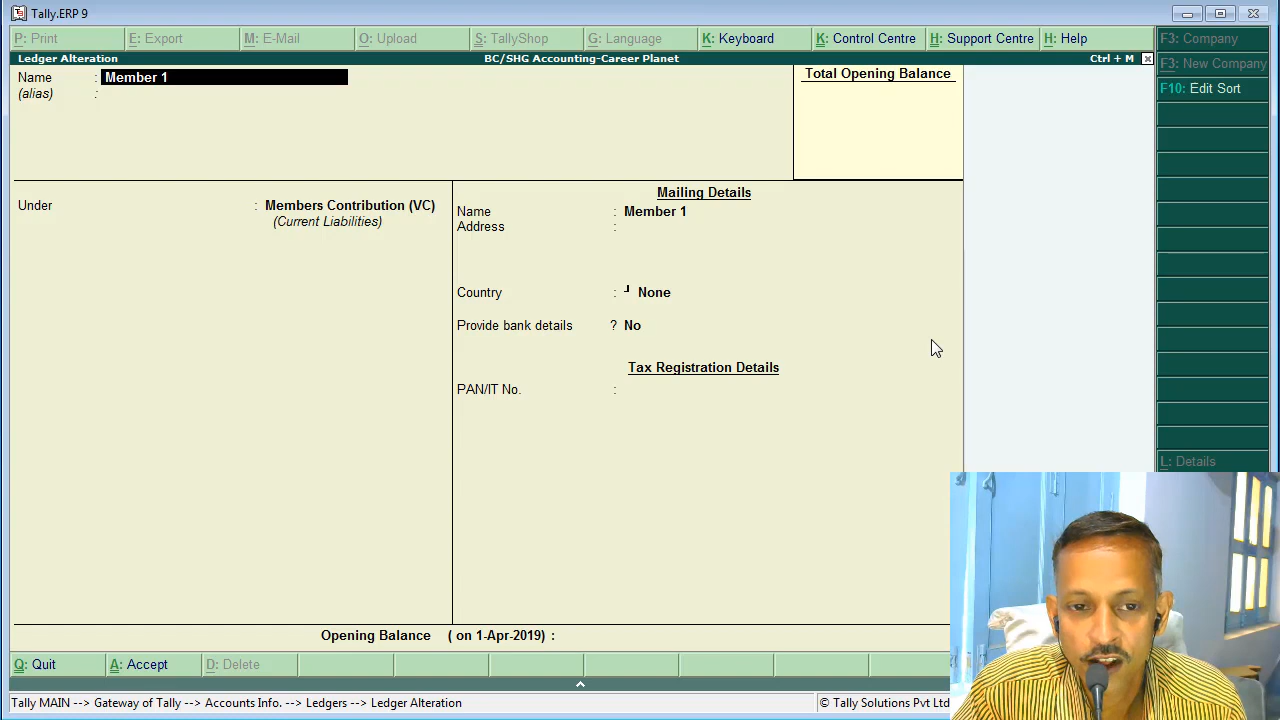 Tally.ERP 9
P: Print E: Export M: E-Mail O: Upload S: TallyShop G: Language K: Keyboard K: Control Centre H: Support Centre H: Help
F3: Company
Ledger Alteration BC/SHG Accounting-Career Planet Ctrl + M
F3: New Company
Name : Member 1
(alias) :
Total Opening Balance
F10: Edit Sort
Under : Members Contribution (VC)
(Current Liabilities)
Mailing Details
Name : Member 1
Address :
Country : ┘ None
Provide bank details ? No
Tax Registration Details
PAN/IT No. :
L: Details
Opening Balance ( on 1-Apr-2019) :
Q: Quit A: Accept D: Delete
Tally MAIN --> Gateway of Tally --> Accounts Info. --> Ledgers --> Ledger Alteration © Tally Solutions Pvt Ltd